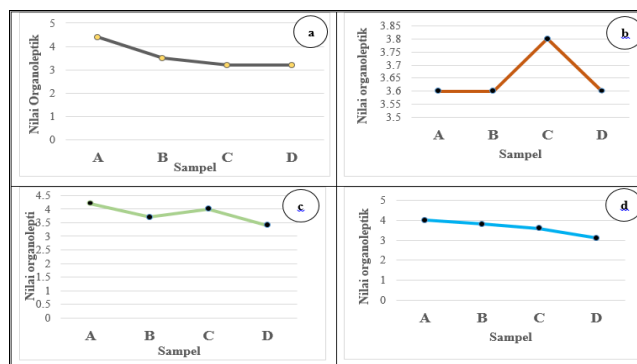 a
Nilai Organoleptik
5
4
3
2
1
0
A B C D
Sampel
b
Nilai organoleptik
3.85
3.8
3.75
3.7
3.65
3.6
3.55
3.5
A B C D
Sampel
c
Nilai organolepti
4.5
4
3.5
3
2.5
2
1.5
1
0.5
0
A B C D
Sampel
d
Nilai organoleptik
5
4
3
2
1
0
A B C D
Sampel